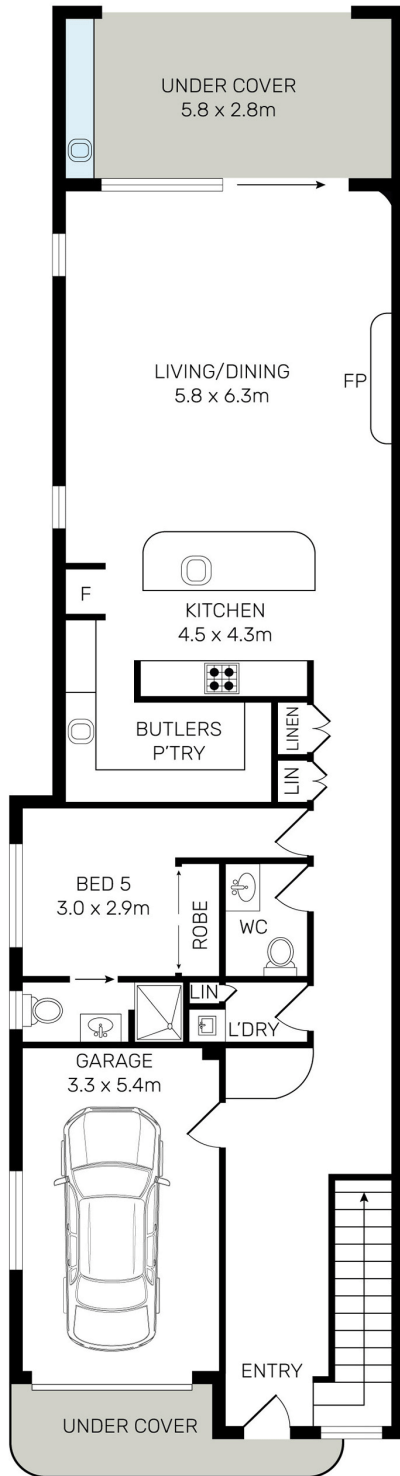 UNDER COVER
5.8 x 2.8m
LIVING/DINING
5.8 x 6.3m
FP
F
KITCHEN
4.5 x 4.3m
BUTLERS
P'TRY
LINEN
LIN
BED 5
3.0 x 2.9m
ROBE
WC
LIN
L'DRY
GARAGE
3.3 x 5.4m
ENTRY
UNDER COVER